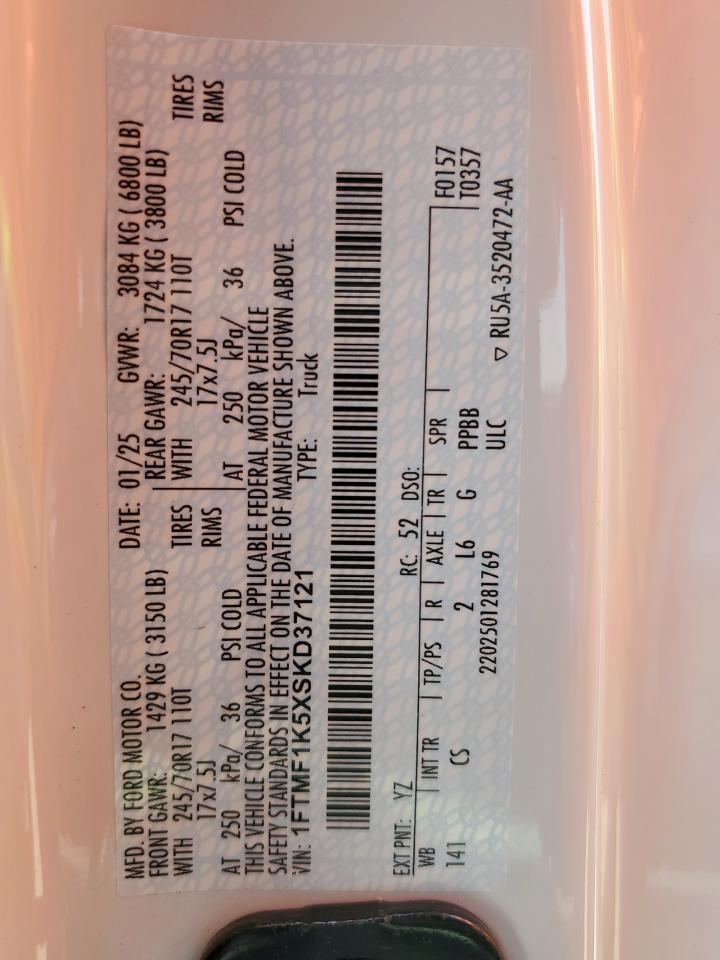 MFD. BY FORD MOTOR CO.
DATE: 01/25 GVWR: 3084 KG ( 6800 LB)
FRONT GAWR: 1429 KG ( 3150 LB)
REAR GAWR: 1724 KG ( 3800 LB)
WITH 245/70R17 110T TIRES
17x7.5J RIMS
WITH 245/70R17 110T TIRES
17x7.5J RIMS
AT 250 kPa/ 36 PSI COLD
AT 250 kPa/ 36 PSI COLD
THIS VEHICLE CONFORMS TO ALL APPLICABLE FEDERAL MOTOR VEHICLE
SAFETY STANDARDS IN EFFECT ON THE DATE OF MANUFACTURE SHOWN ABOVE.
VIN: 1FTMF1K5XSKD37121 TYPE: Truck
EXT PNT: YZ RC: 52 DSO:
WB INT TR TP/PS R AXLE TR SPR F0157
141 CS 2 L6 G PPBB T0357
2202501281769 ULC ▽ RU5A-3520472-AA